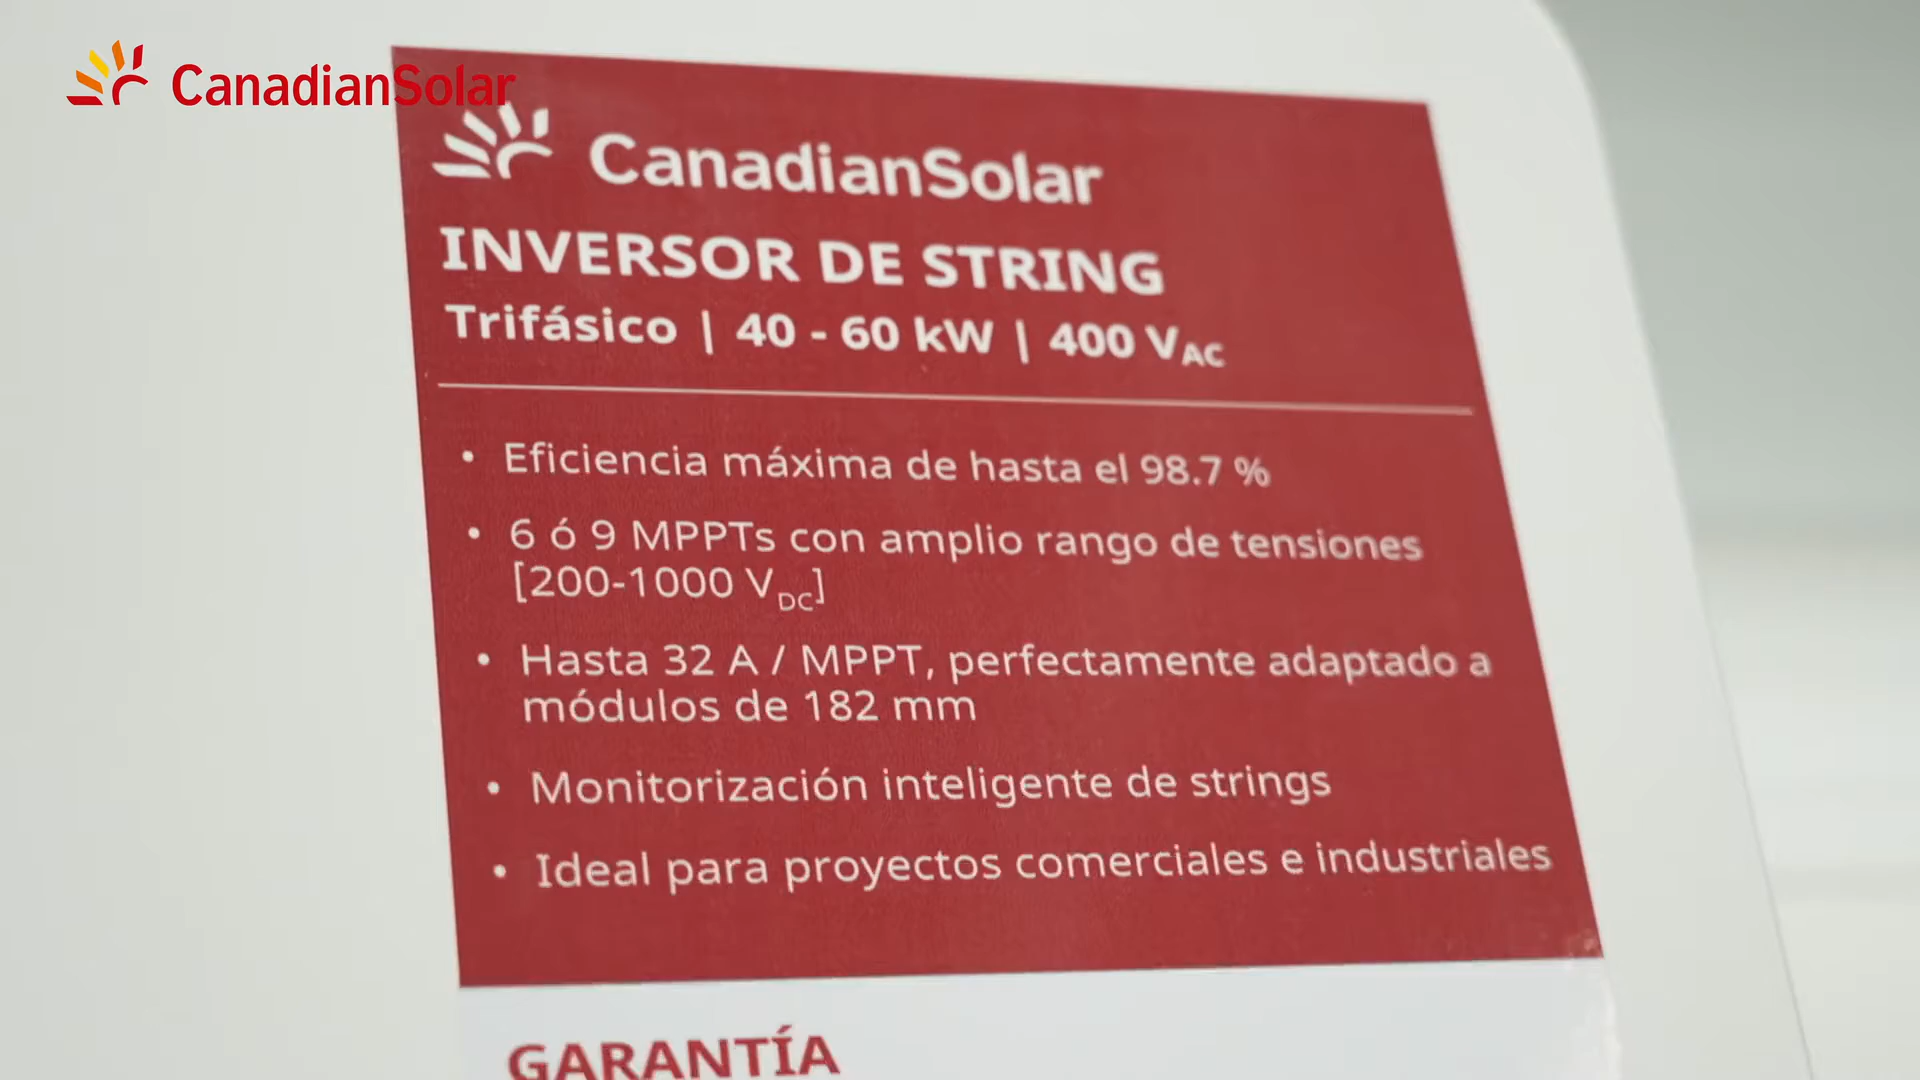 CanadianSolar
CanadianSolar
INVERSOR DE STRING
Trifásico | 40 - 60 kW | 400 VAC
• Eficiencia máxima de hasta el 98.7 %
• 6 ó 9 MPPTs con amplio rango de tensiones
[200-1000 VDC]
• Hasta 32 A / MPPT, perfectamente adaptado a
módulos de 182 mm
• Monitorización inteligente de strings
• Ideal para proyectos comerciales e industriales
GARANTÍA